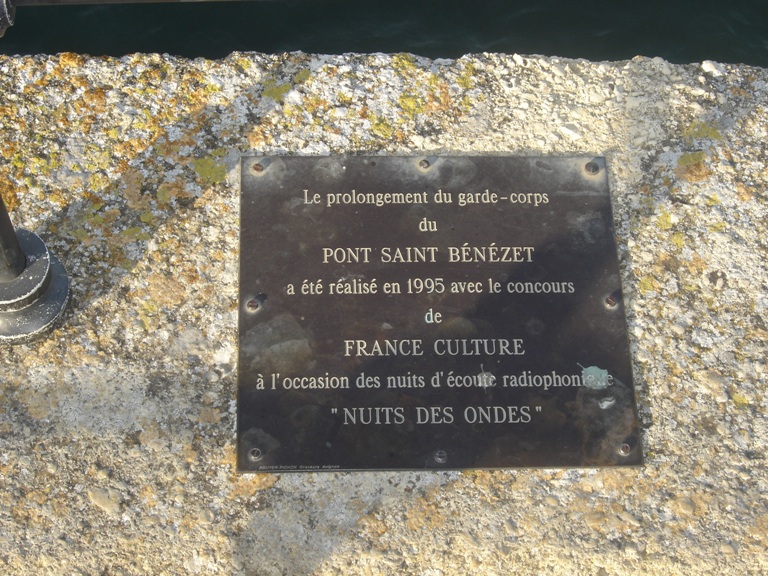 Le prolongement du garde-corps
du
PONT SAINT BÉNÉZET
a été réalisé en 1995 avec le concours
de
FRANCE CULTURE
à l'occasion des nuits d'écoute radiophonique
"NUITS DES ONDES"